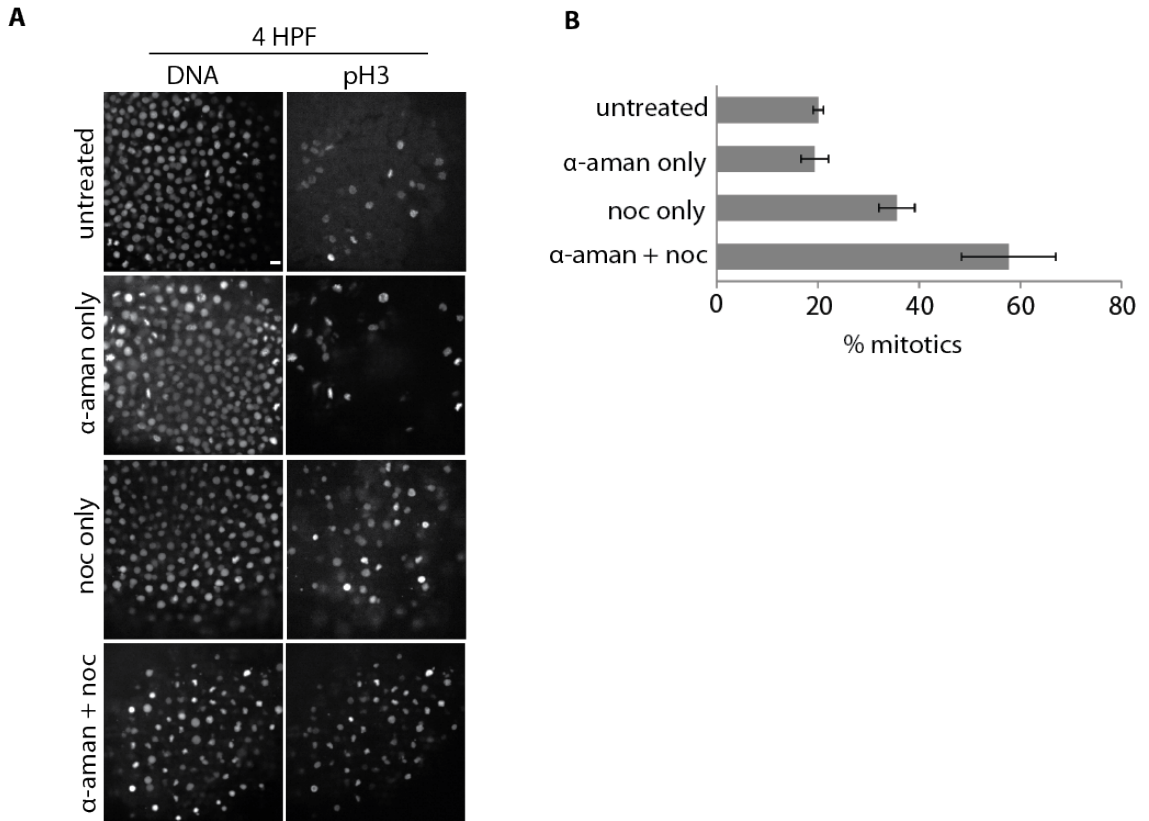 A
4 HPF
DNA pH3
untreated
α-aman only
noc only
α-aman + noc
B
untreated
α-aman only
noc only
α-aman + noc
0 20 40 60 80
% mitotics